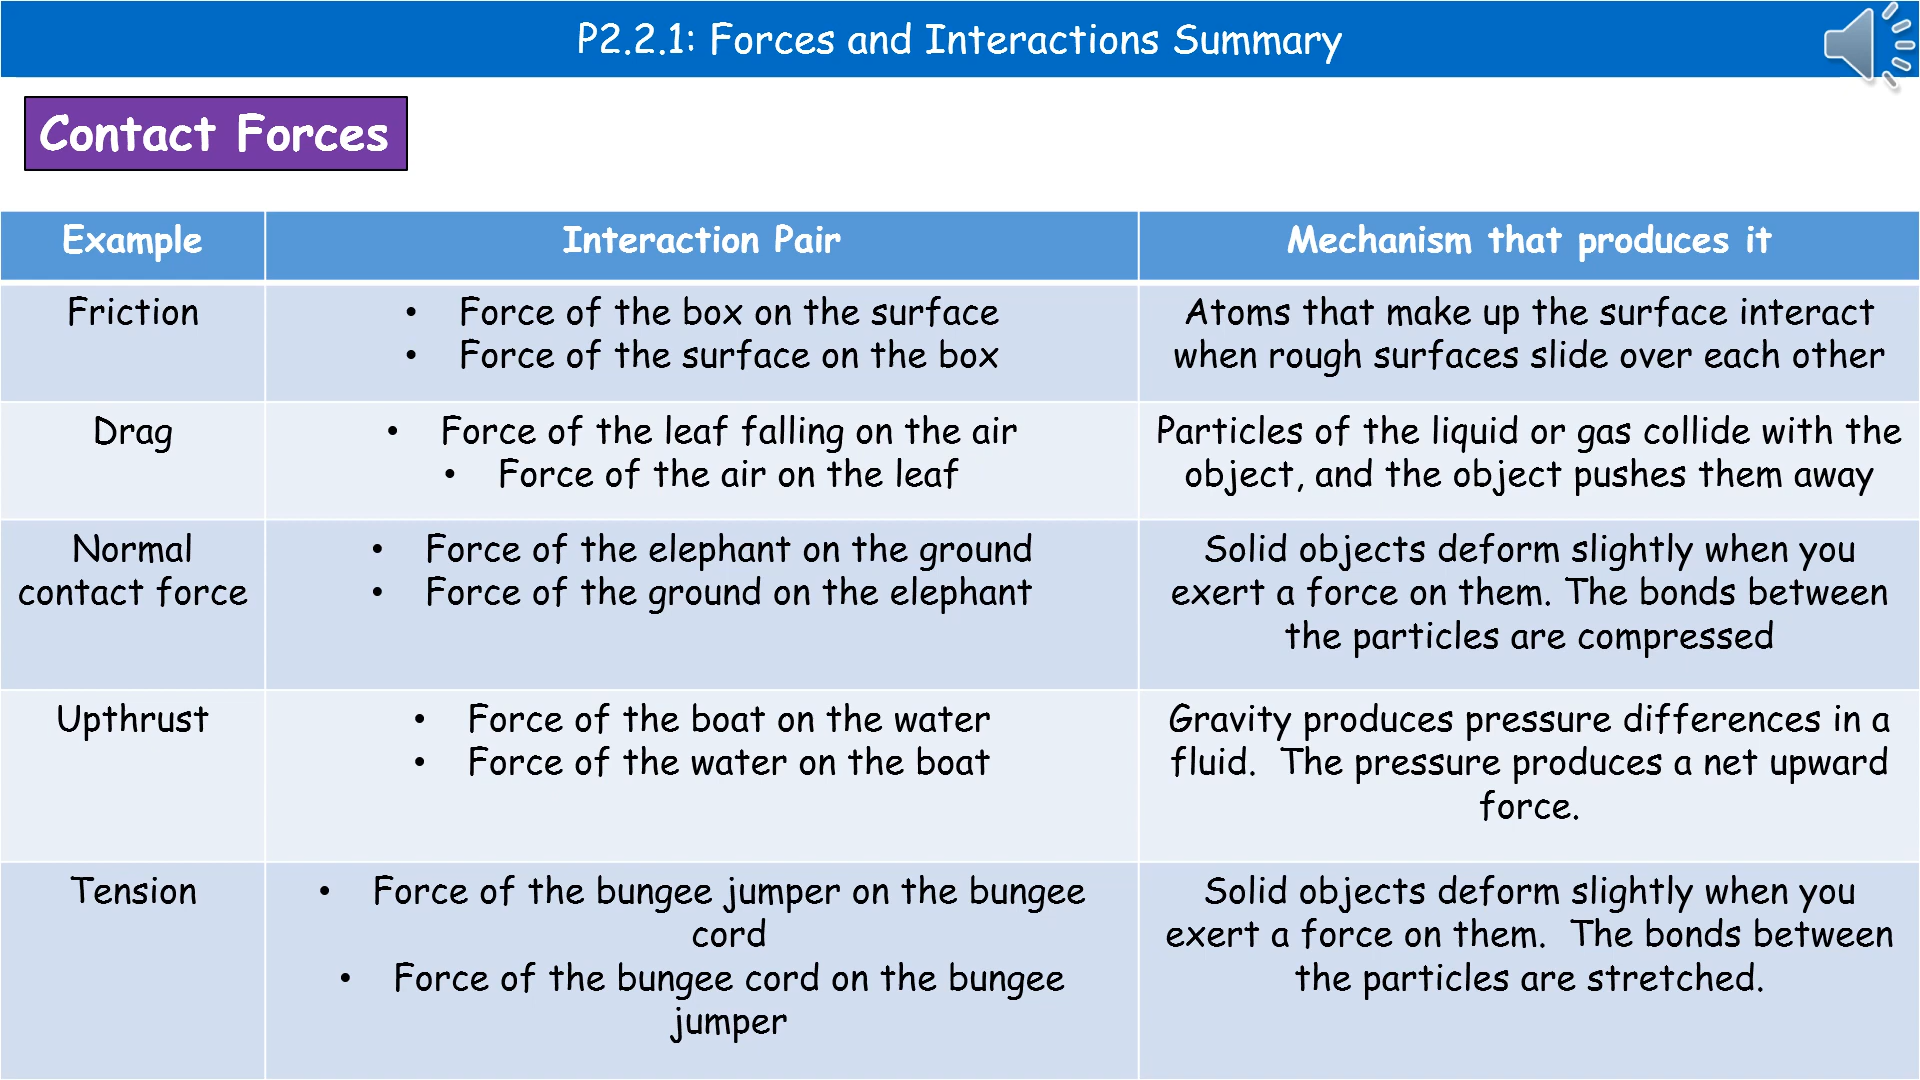 P2.2.1: Forces and Interactions Summary
Contact Forces
Example
Interaction Pair
Mechanism that produces it
Friction
• Force of the box on the surface
• Force of the surface on the box
Atoms that make up the surface interact
when rough surfaces slide over each other
Drag
• Force of the leaf falling on the air
• Force of the air on the leaf
Particles of the liquid or gas collide with the
object, and the object pushes them away
Normal
contact force
• Force of the elephant on the ground
• Force of the ground on the elephant
Solid objects deform slightly when you
exert a force on them. The bonds between
the particles are compressed
Upthrust
• Force of the boat on the water
• Force of the water on the boat
Gravity produces pressure differences in a
fluid.  The pressure produces a net upward
force.
Tension
• Force of the bungee jumper on the bungee
cord
• Force of the bungee cord on the bungee
jumper
Solid objects deform slightly when you
exert a force on them.  The bonds between
the particles are stretched.